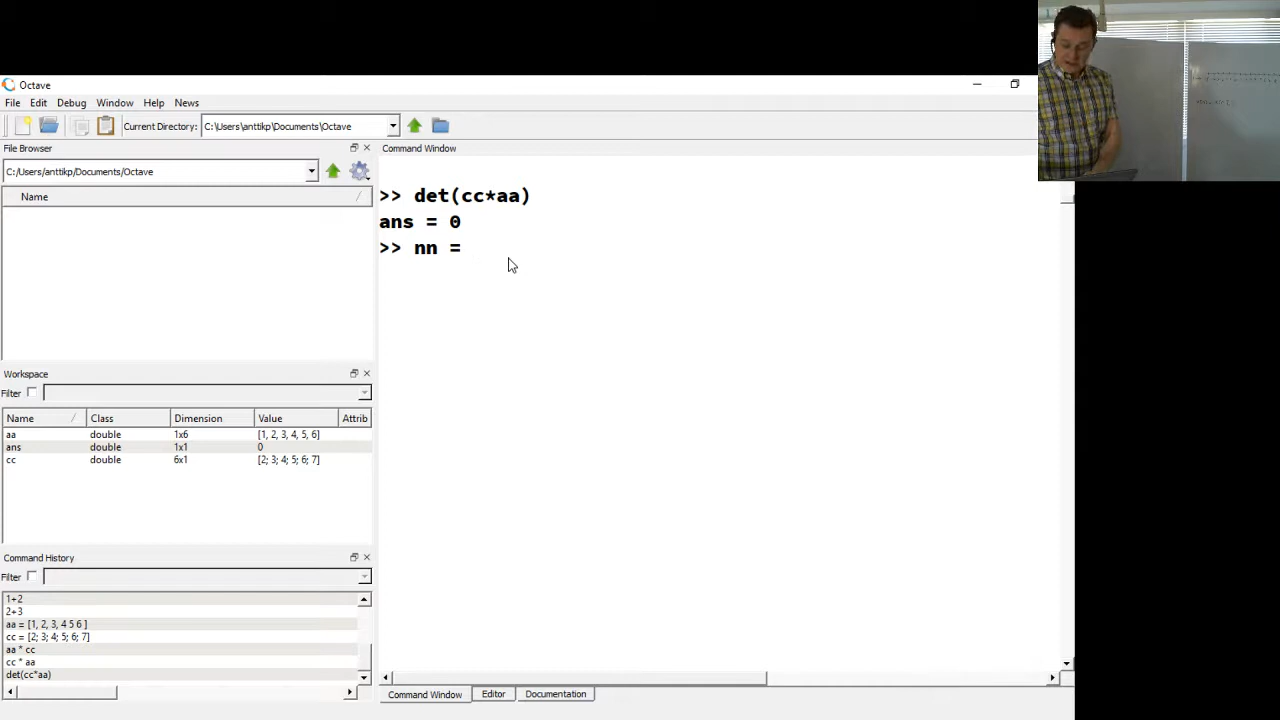 Octave
File Edit Debug Window Help News
Current Directory: C:\Users\anttikp\Documents\Octave
File Browser
C:/Users/anttikp/Documents/Octave
Name
Workspace
Filter
Name Class Dimension Value Attrib
aa double 1x6 [1, 2, 3, 4, 5, 6]
ans double 1x1 0
cc double 6x1 [2; 3; 4; 5; 6; 7]
Command History
Filter
1+2
2+3
aa = [1, 2, 3, 4 5 6 ]
cc = [2; 3; 4; 5; 6; 7]
aa * cc
cc * aa
det(cc*aa)
Command Window
>> det(cc*aa)
ans = 0
>> nn =
Command Window Editor Documentation